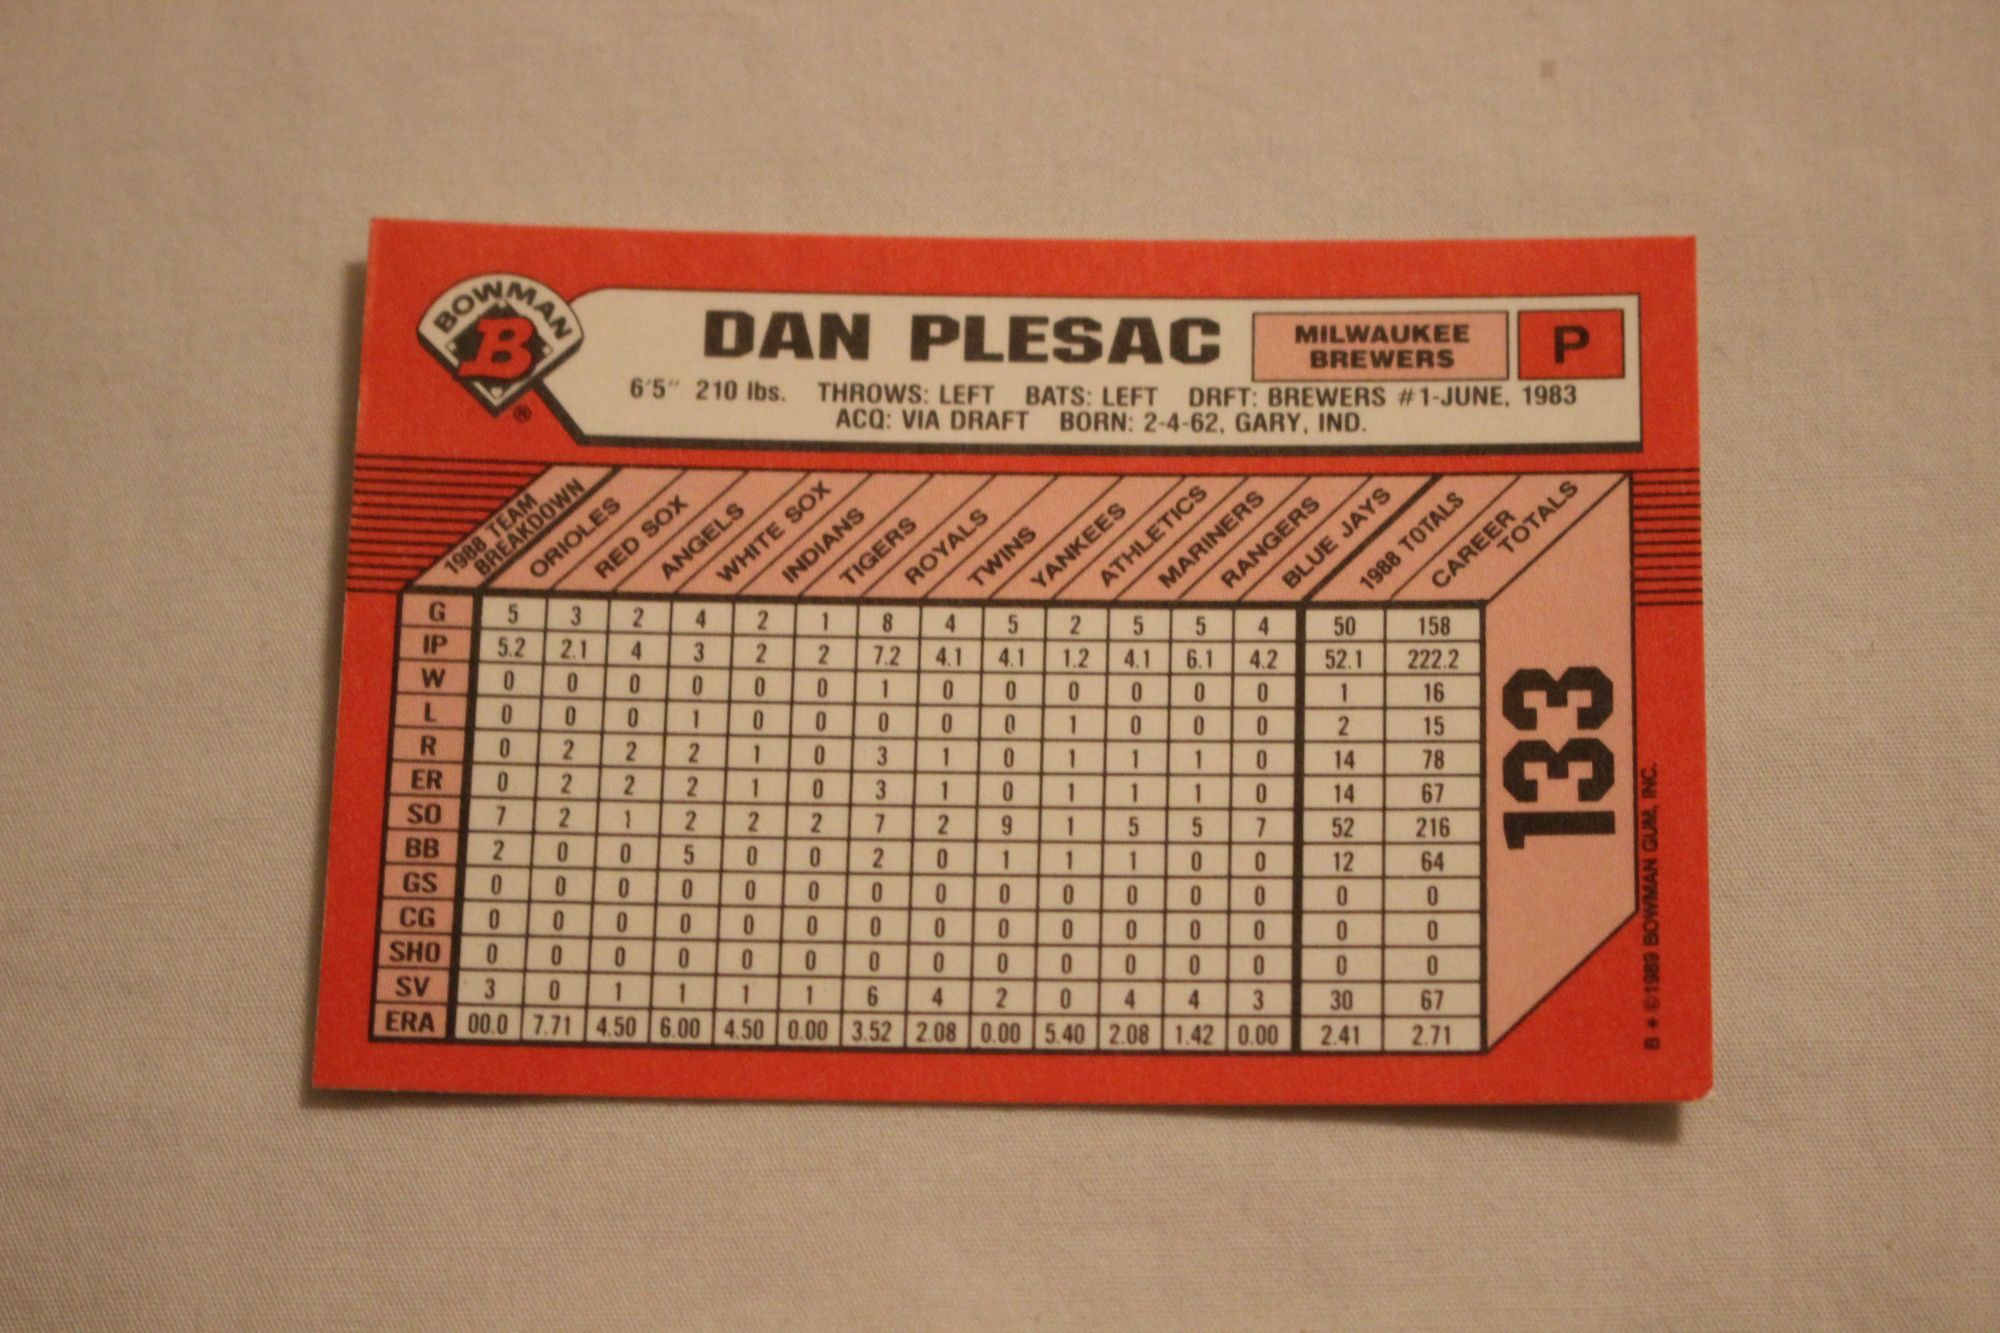 BOWMAN
B
®
DAN PLESAC
MILWAUKEE
BREWERS
P
6'5" 210 lbs. THROWS: LEFT BATS: LEFT DRFT: BREWERS #1-JUNE, 1983
ACQ: VIA DRAFT BORN: 2-4-62, GARY, IND.
1988 TEAM
BREAKDOWN
ORIOLES
RED SOX
ANGELS
WHITE SOX
INDIANS
TIGERS
ROYALS
TWINS
YANKEES
ATHLETICS
MARINERS
RANGERS
BLUE JAYS
1988 TOTALS
CAREER
TOTALS
G 5 3 2 4 2 1 8 4 5 2 5 5 4 50 158
IP 5.2 2.1 4 3 2 2 7.2 4.1 4.1 1.2 4.1 6.1 4.2 52.1 222.2
W 0 0 0 0 0 0 1 0 0 0 0 0 0 1 16
L 0 0 0 1 0 0 0 0 0 1 0 0 0 2 15
R 0 2 2 2 1 0 3 1 0 1 1 1 0 14 78
ER 0 2 2 2 1 0 3 1 0 1 1 1 0 14 67
SO 7 2 1 2 2 2 7 2 9 1 5 5 7 52 216
BB 2 0 0 5 0 0 2 0 1 1 1 0 0 12 64
GS 0 0 0 0 0 0 0 0 0 0 0 0 0 0 0
CG 0 0 0 0 0 0 0 0 0 0 0 0 0 0 0
SHO 0 0 0 0 0 0 0 0 0 0 0 0 0 0 0
SV 3 0 1 1 1 1 6 4 2 0 4 4 3 30 67
ERA 00.0 7.71 4.50 6.00 4.50 0.00 3.52 2.08 0.00 5.40 2.08 1.42 0.00 2.41 2.71
133
B * ©1989 BOWMAN GUM, INC.